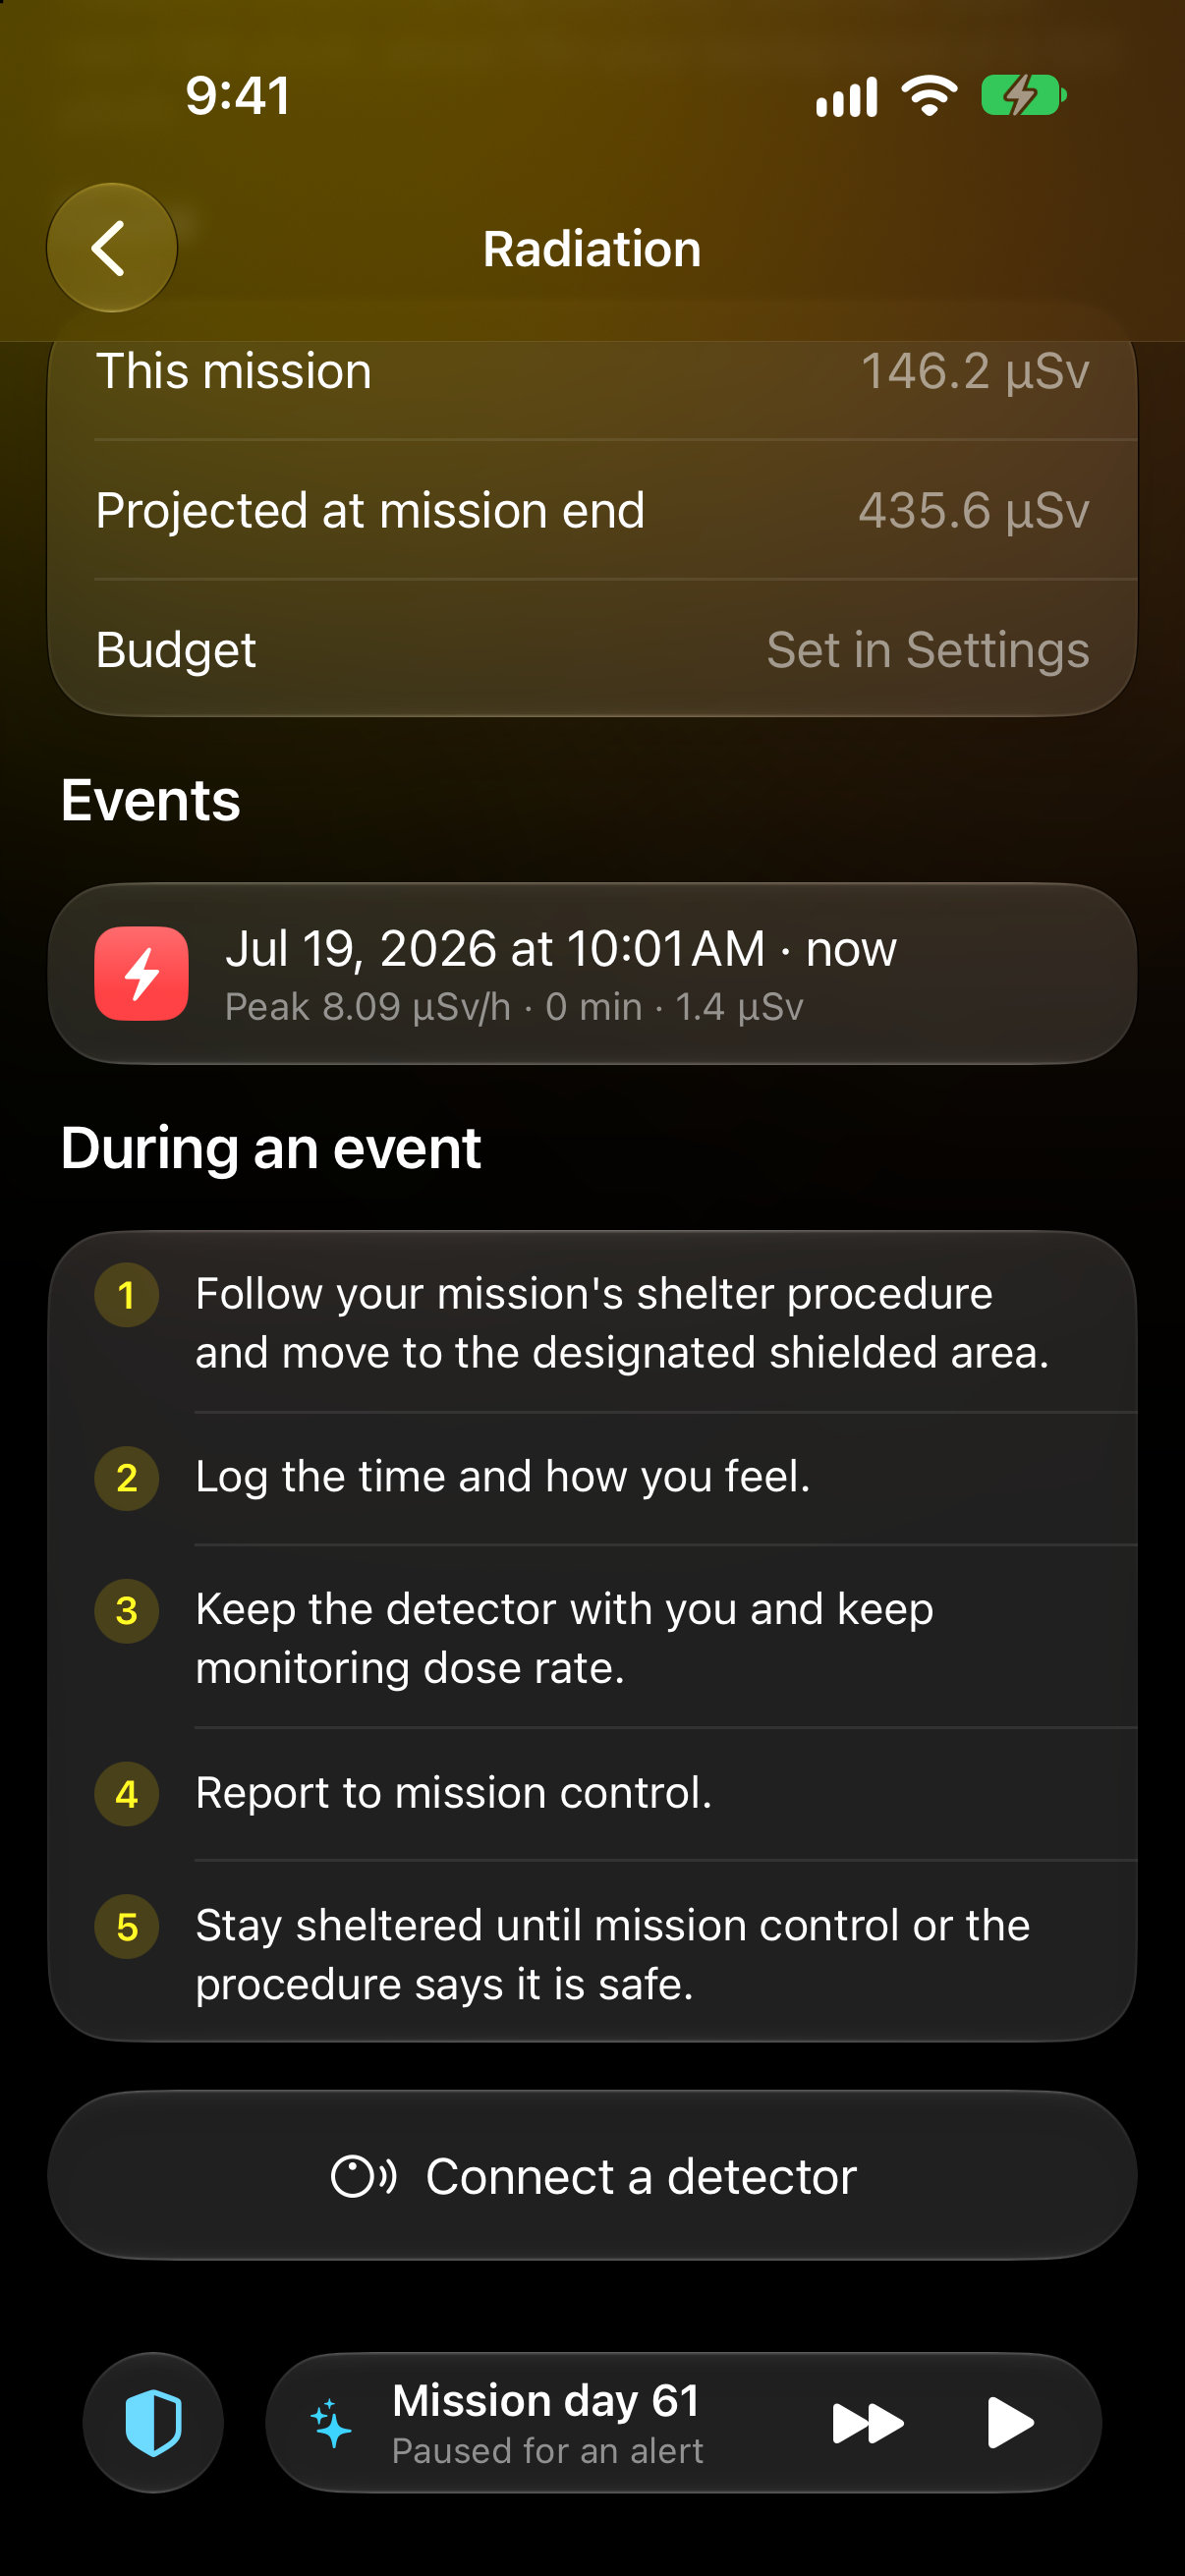 9:41
Radiation
This mission 146.2 µSv
Projected at mission end 435.6 µSv
Budget Set in Settings
Events
Jul 19, 2026 at 10:01 AM · now
Peak 8.09 µSv/h · 0 min · 1.4 µSv
During an event
1 Follow your mission's shelter procedure
and move to the designated shielded area.
2 Log the time and how you feel.
3 Keep the detector with you and keep
monitoring dose rate.
4 Report to mission control.
5 Stay sheltered until mission control or the
procedure says it is safe.
Connect a detector
Mission day 61
Paused for an alert